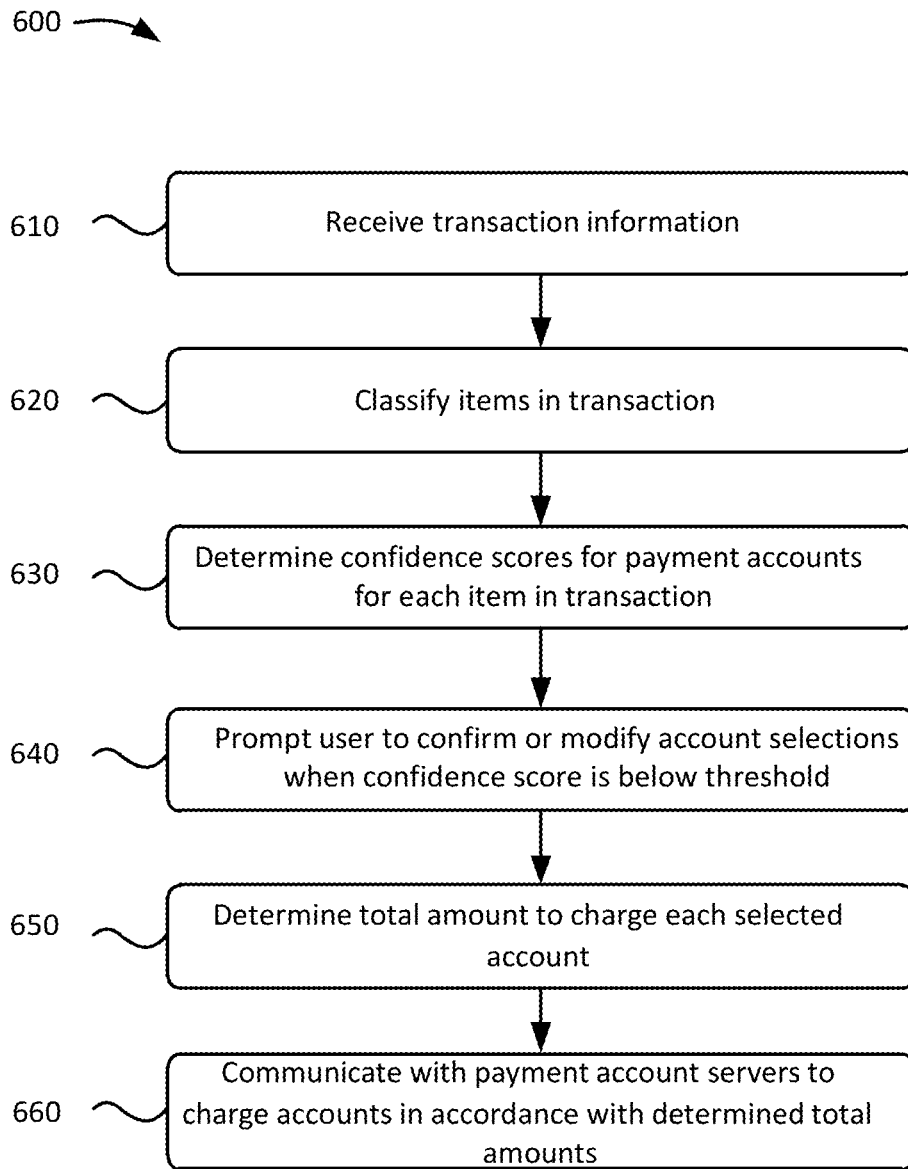 600
610
Receive transaction information
620
Classify items in transaction
630
Determine confidence scores for payment accounts
for each item in transaction
640
Prompt user to confirm or modify account selections
when confidence score is below threshold
650
Determine total amount to charge each selected
account
660
Communicate with payment account servers to
charge accounts in accordance with determined total
amounts